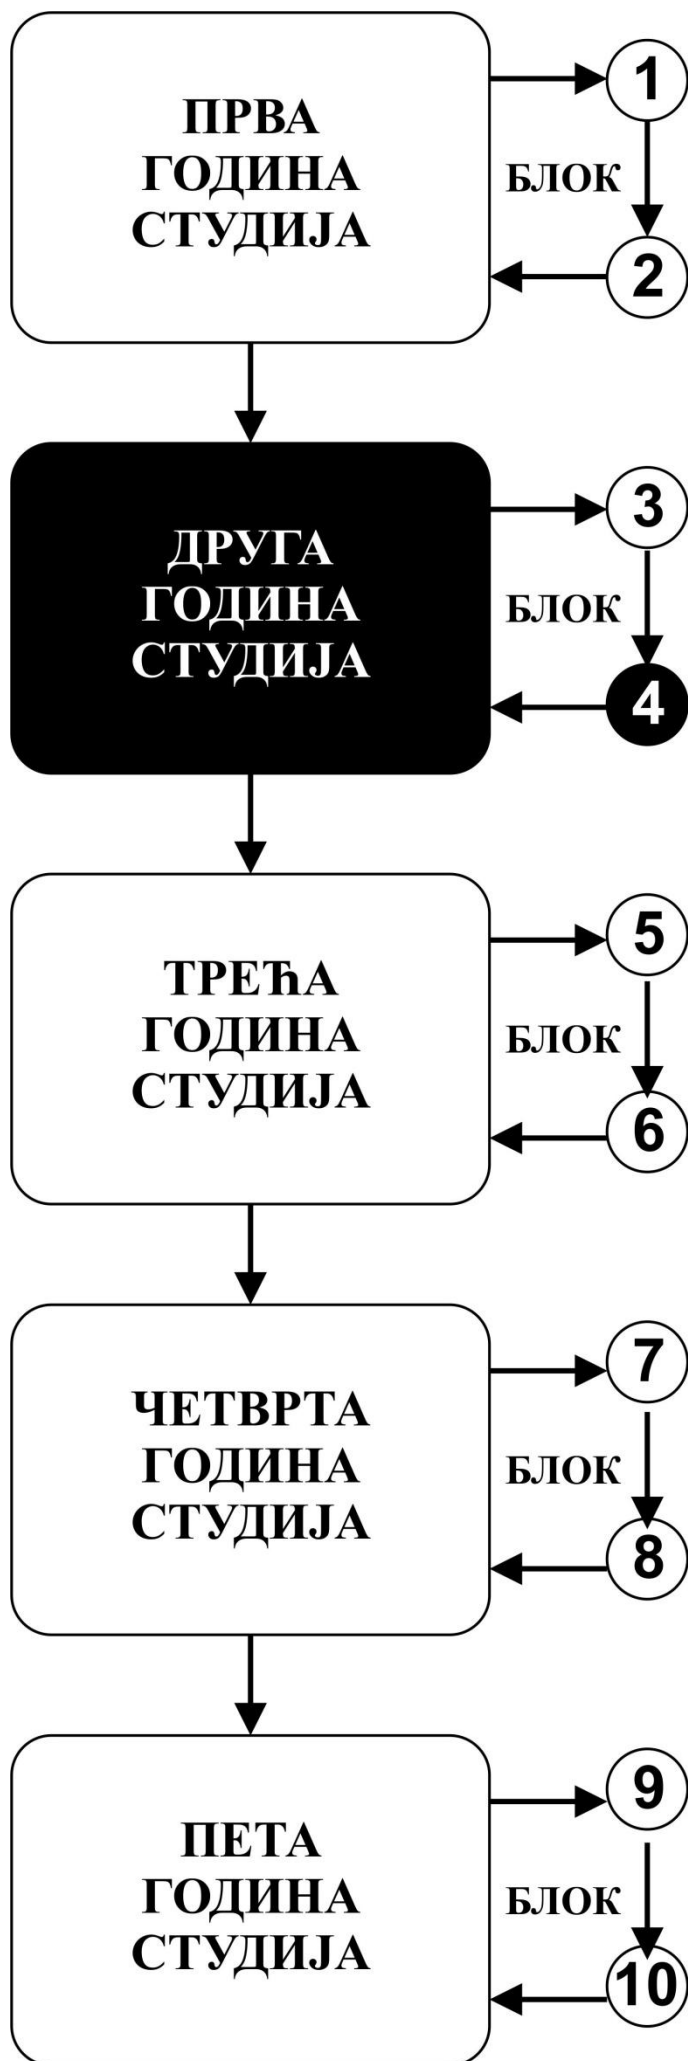 ПРВА
ГОДИНА
СТУДИЈА
1
БЛОК
2
ДРУГА
ГОДИНА
СТУДИЈА
3
БЛОК
4
ТРЕЋА
ГОДИНА
СТУДИЈА
5
БЛОК
6
ЧЕТВРТА
ГОДИНА
СТУДИЈА
7
БЛОК
8
ПЕТА
ГОДИНА
СТУДИЈА
9
БЛОК
10